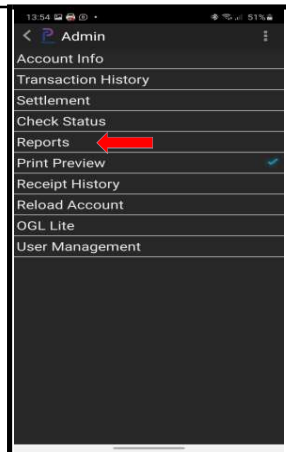 13:54 51%
Admin
Account Info
Transaction History
Settlement
Check Status
Reports
Print Preview
Receipt History
Reload Account
OGL Lite
User Management